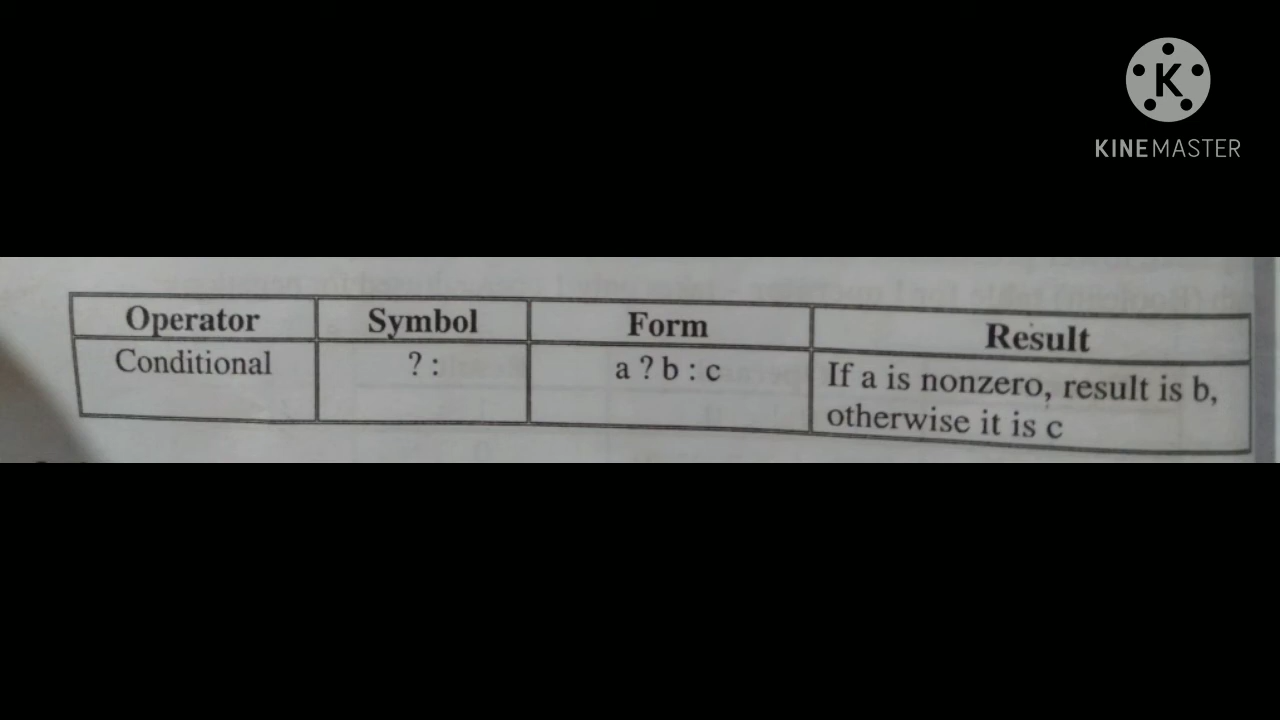 KINEMASTER
Operator Symbol Form Result
Conditional ? : a ? b : c If a is nonzero, result is b,
otherwise it is c